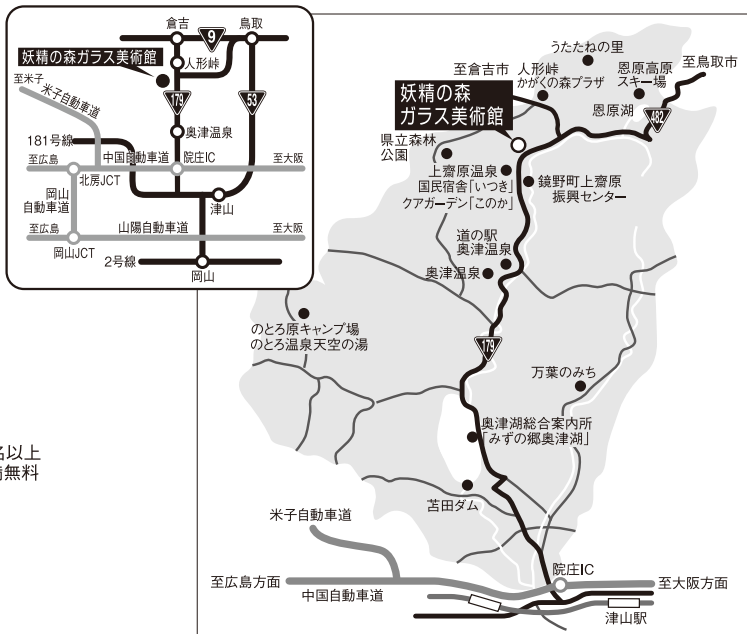 倉吉
鳥取
9
妖精の森ガラス美術館
人形峠
至米子
米子自動車道
179
53
奥津温泉
181号線
至広島
中国自動車道
院庄IC
至大阪
北房JCT
岡山
自動車道
津山
至広島
山陽自動車道
至大阪
岡山JCT
2号線
岡山
名以上
満無料
うたたねの里
至鳥取市
至倉吉市
人形峠
かがくの森プラザ
恩原高原
スキー場
恩原湖
482
妖精の森
ガラス美術館
県立森林
公園
上齋原温泉
国民宿舎「いつき」
クアガーデン「このか」
鏡野町上齋原
振興センター
道の駅
奥津温泉
奥津温泉
のとろ原キャンプ場
のとろ温泉天空の湯
179
万葉のみち
奥津湖総合案内所
「みずの郷奥津湖」
苫田ダム
米子自動車道
院庄IC
至広島方面
中国自動車道
至大阪方面
津山駅